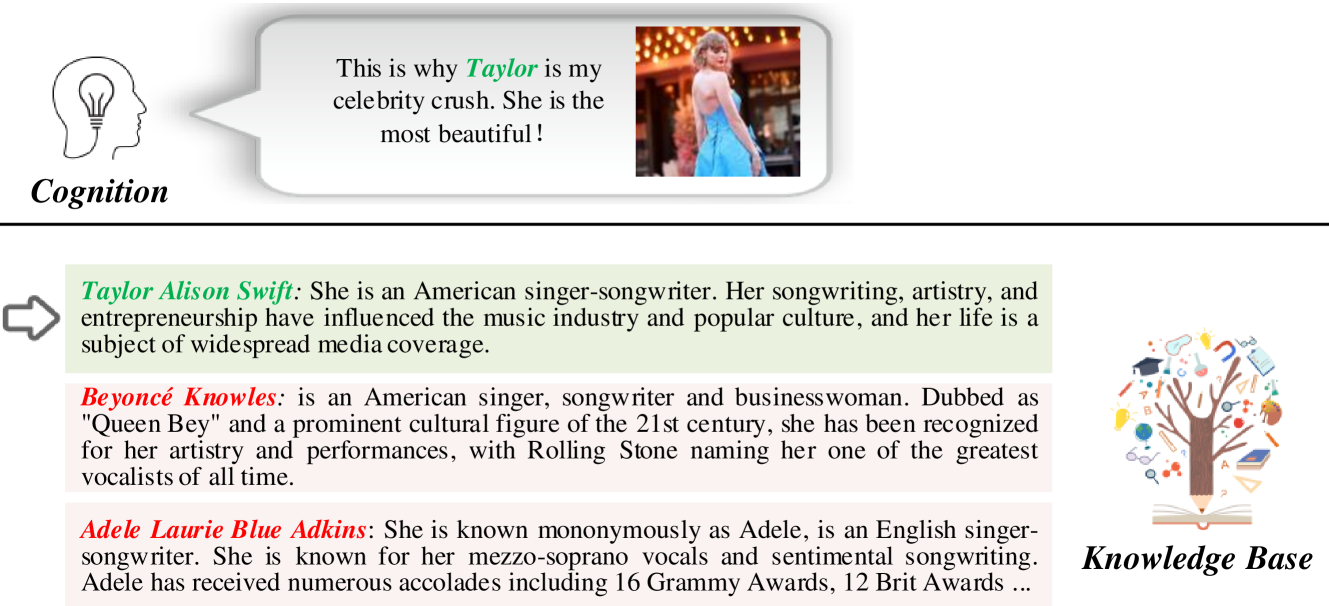 This is why Taylor is my
celebrity crush. She is the
most beautiful!
Cognition
Taylor Alison Swift: She is an American singer-songwriter. Her songwriting, artistry, and
entrepreneurship have influenced the music industry and popular culture, and her life is a
subject of widespread media coverage.
Beyoncé Knowles: is an American singer, songwriter and businesswoman. Dubbed as
"Queen Bey" and a prominent cultural figure of the 21st century, she has been recognized
for her artistry and performances, with Rolling Stone naming her one of the greatest
vocalists of all time.
Adele Laurie Blue Adkins: She is known mononymously as Adele, is an English singer-
songwriter. She is known for her mezzo-soprano vocals and sentimental songwriting.
Adele has received numerous accolades including 16 Grammy Awards, 12 Brit Awards ...
Knowledge Base